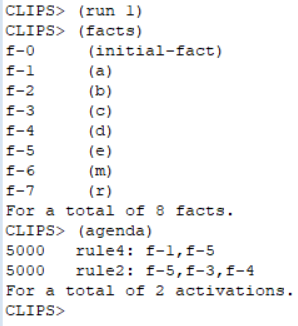 CLIPS> (run 1)
CLIPS> (facts)
f-0     (initial-fact)
f-1     (a)
f-2     (b)
f-3     (c)
f-4     (d)
f-5     (e)
f-6     (m)
f-7     (r)
For a total of 8 facts.
CLIPS> (agenda)
5000   rule4: f-1,f-5
5000   rule2: f-5,f-3,f-4
For a total of 2 activations.
CLIPS>